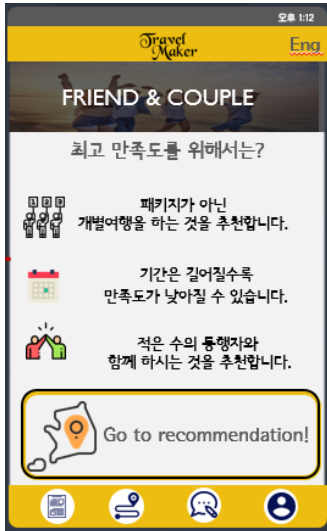 오후 1:12
Travel
Maker
Eng
FRIEND & COUPLE
최고 만족도를 위해서는?
패키지가 아닌
개별여행을 하는 것을 추천합니다.
기간은 길어질수록
만족도가 낮아질 수 있습니다.
적은 수의 동행자와
함께 하시는 것을 추천합니다.
Go to recommendation!